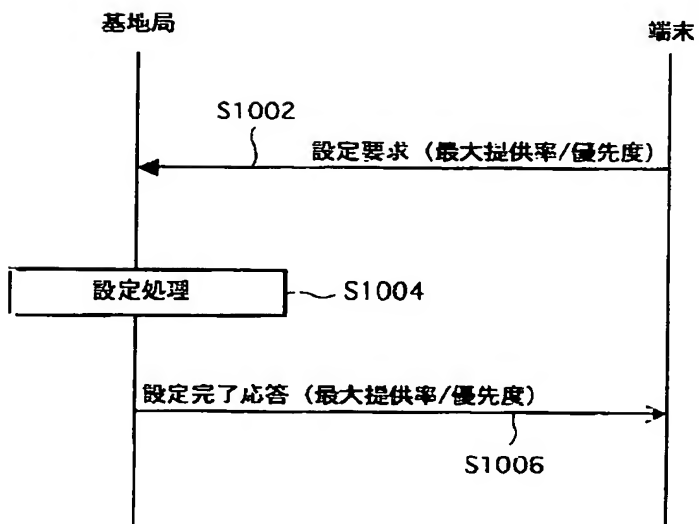 基地局
端末
S1002
設定要求（最大提供率/優先度）
設定処理
S1004
設定完了応答（最大提供率/優先度）
S1006